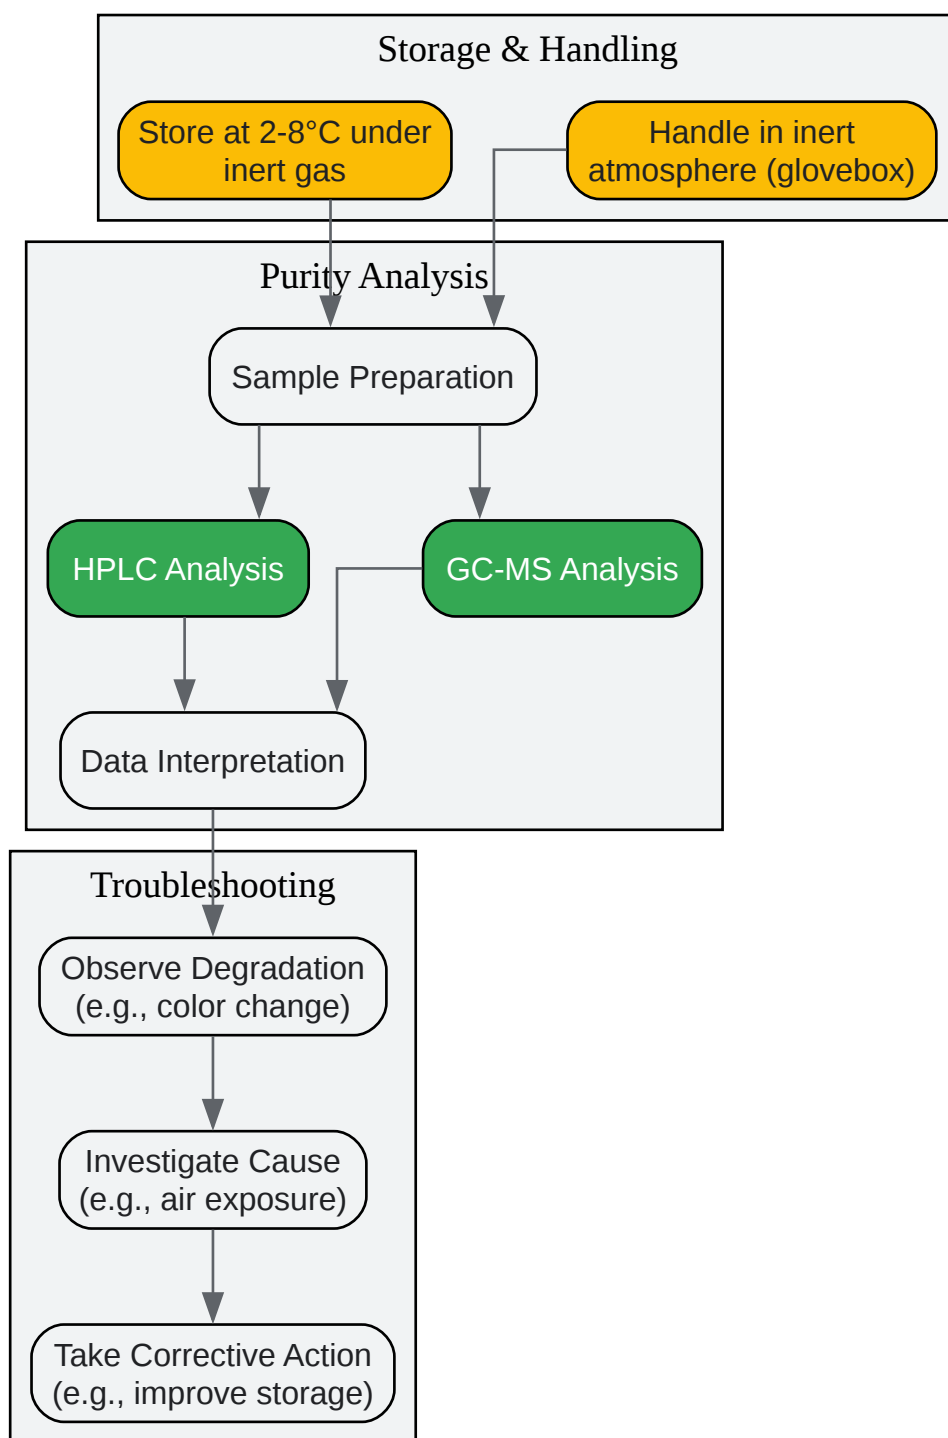 Storage & Handling
Store at 2-8°C under
inert gas
Handle in inert
atmosphere (glovebox)
Purity Analysis
Sample Preparation
HPLC Analysis
GC-MS Analysis
Data Interpretation
Troubleshooting
Observe Degradation
(e.g., color change)
Investigate Cause
(e.g., air exposure)
Take Corrective Action
(e.g., improve storage)